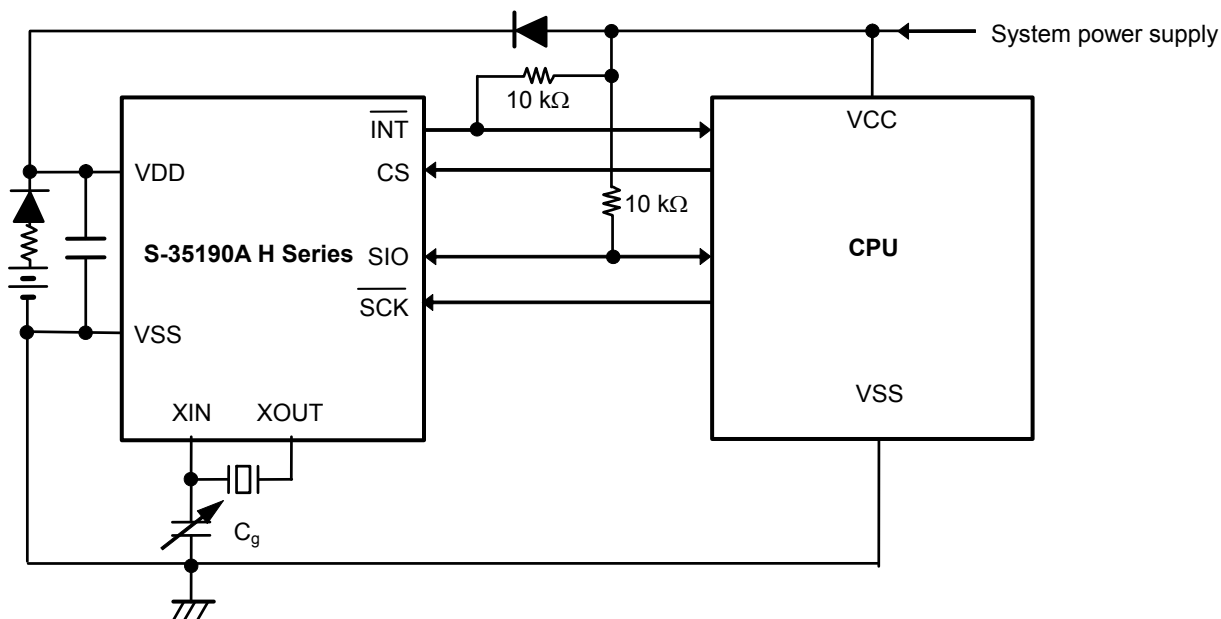 System power supply
10 kΩ
INT
VCC
VDD
CS
10 kΩ
S-35190A H Series
SIO
CPU
SCK
VSS
VSS
XIN
XOUT
Cg